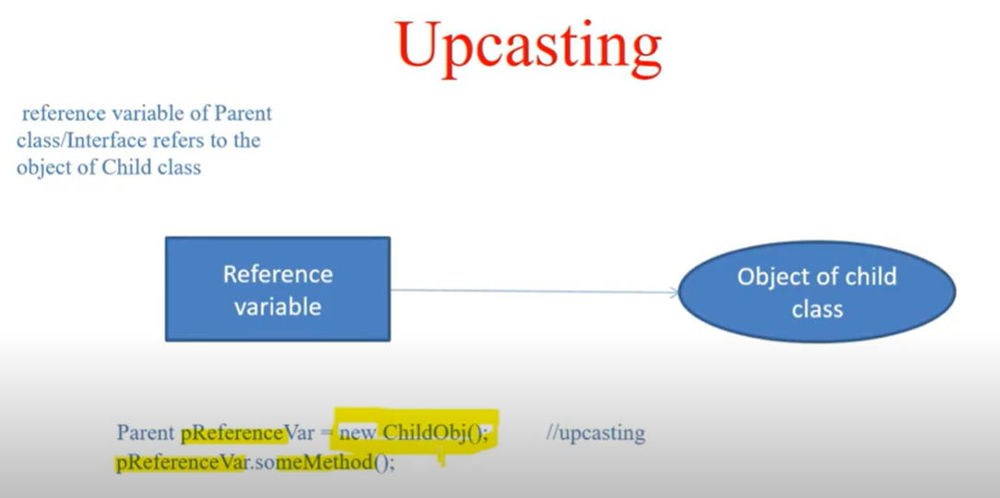 Upcasting
reference variable of Parent
class/Interface refers to the
object of Child class
Reference
variable
Object of child
class
Parent pReferenceVar = new ChildObj(); //upcasting
pReferenceVar.someMethod();